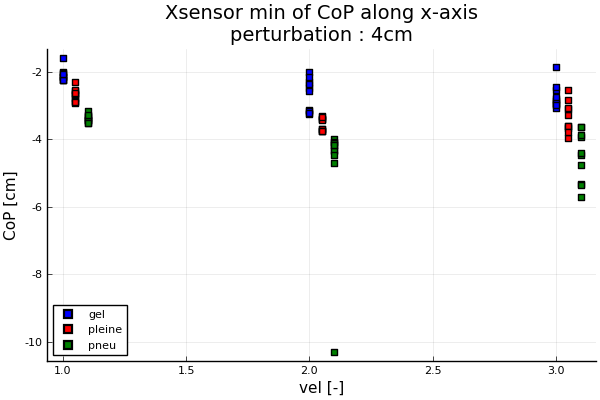 Xsensor min of CoP along x-axis
perturbation : 4cm
CoP [cm]
-2
-4
-6
-8
-10
gel
pleine
pneu
1.0 1.5 2.0 2.5 3.0
vel [-]